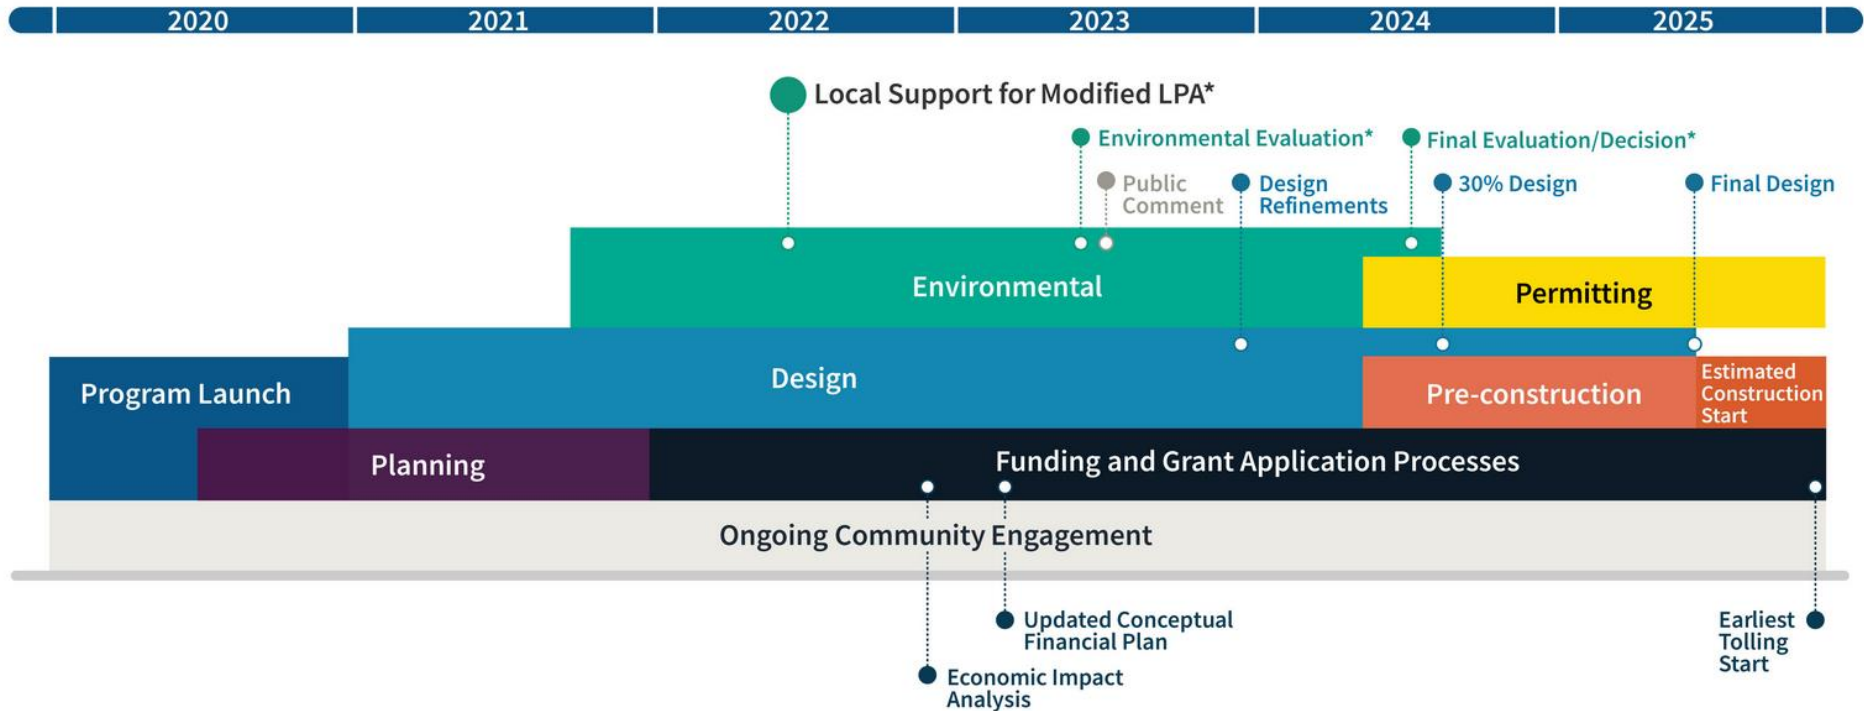 2020 2021 2022 2023 2024 2025
Local Support for Modified LPA*
Environmental Evaluation*
Final Evaluation/Decision*
Public
Comment
Design
Refinements
30% Design
Final Design
Environmental
Permitting
Program Launch
Design
Pre-construction
Estimated
Construction
Start
Planning
Funding and Grant Application Processes
Ongoing Community Engagement
Updated Conceptual
Financial Plan
Economic Impact
Analysis
Earliest
Tolling
Start